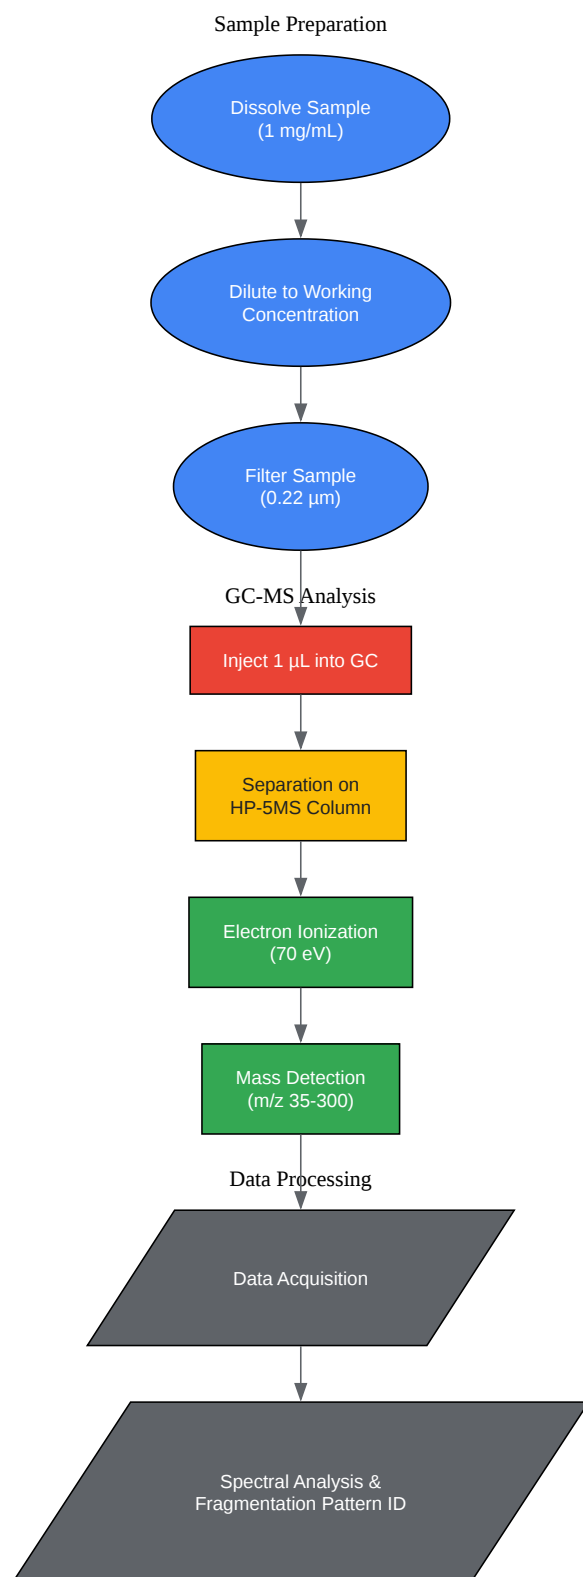 Sample Preparation
Dissolve Sample
(1 mg/mL)
Dilute to Working
Concentration
Filter Sample
(0.22 µm)
GC-MS Analysis
Inject 1 µL into GC
Separation on
HP-5MS Column
Electron Ionization
(70 eV)
Mass Detection
(m/z 35-300)
Data Processing
Data Acquisition
Spectral Analysis &
Fragmentation Pattern ID